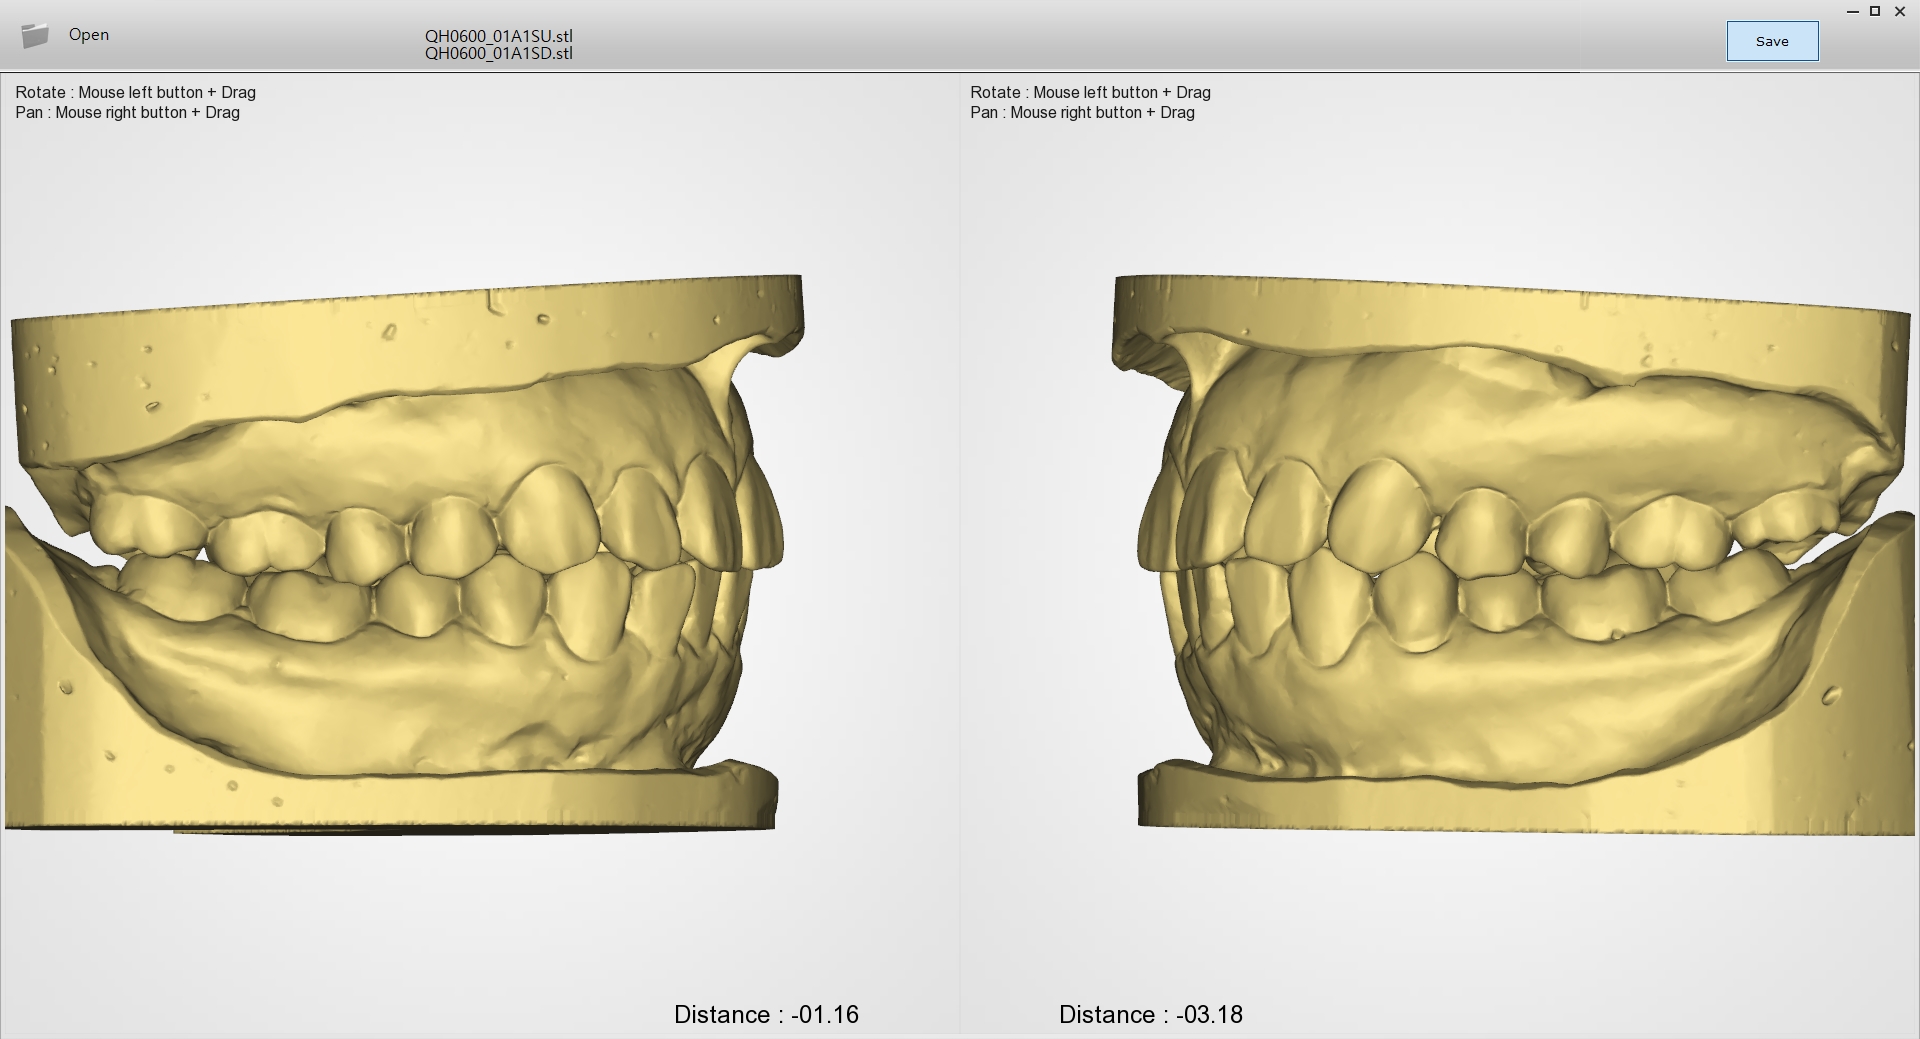 Open
QH0600_01A1SU.stl
QH0600_01A1SD.stl
Save
Rotate : Mouse left button + Drag
Pan : Mouse right button + Drag
Rotate : Mouse left button + Drag
Pan : Mouse right button + Drag
Distance : -01.16
Distance : -03.18